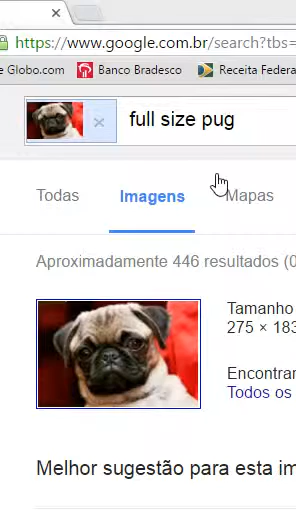 https://www.google.com.br/search?tbs=
Globo.com
Banco Bradesco
Receita Federa
full size pug
Todas
Imagens
Mapas
Aproximadamente 446 resultados (0
Tamanho
275 × 183
Encontrar
Todos os
Melhor sugestão para esta im